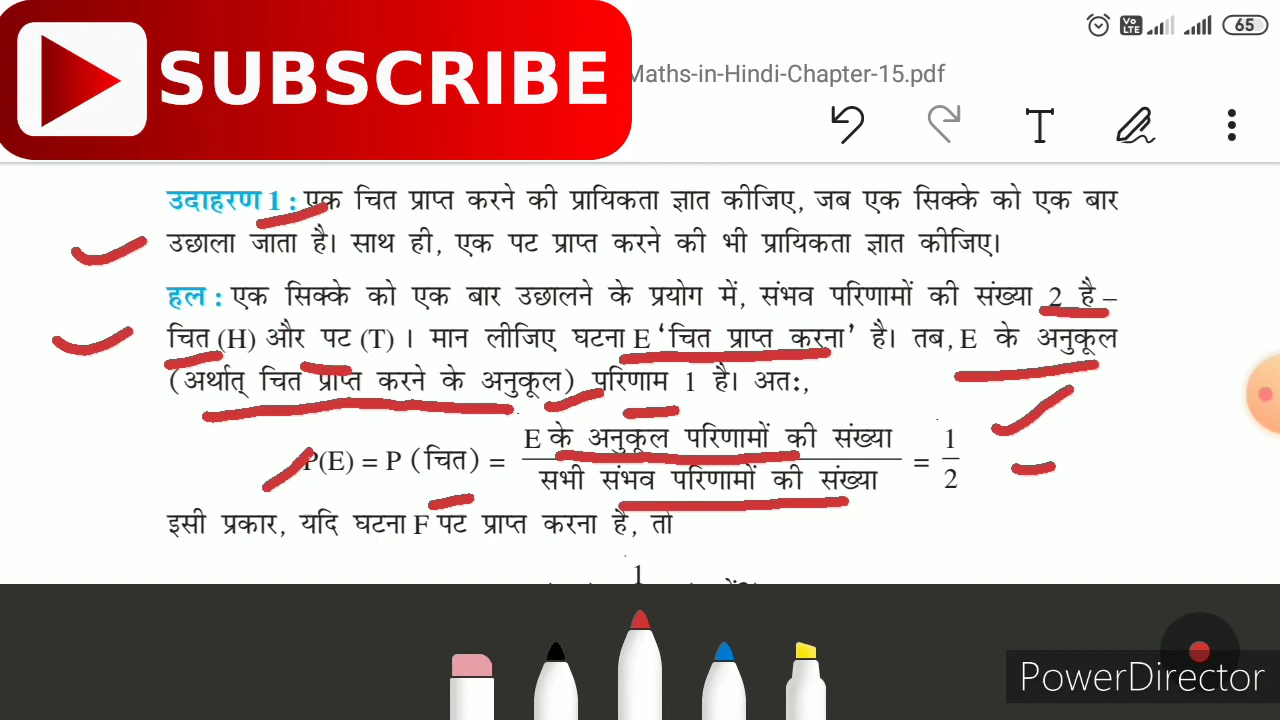 SUBSCRIBE
Maths-in-Hindi-Chapter-15.pdf
Vo LTE
65
T
उदाहरण 1 : एक चित प्राप्त करने की प्रायिकता ज्ञात कीजिए, जब एक सिक्के को एक बार
उछाला जाता है। साथ ही, एक पट प्राप्त करने की भी प्रायिकता ज्ञात कीजिए।
हल : एक सिक्के को एक बार उछालने के प्रयोग में, संभव परिणामों की संख्या 2 है –
चित (H) और पट (T) । मान लीजिए घटना E ‘चित प्राप्त करना’ है। तब, E के अनुकूल
(अर्थात् चित प्राप्त करने के अनुकूल) परिणाम 1 है। अत:,
P(E) = P (चित) = E के अनुकूल परिणामों की संख्या / सभी संभव परिणामों की संख्या = 1/2
इसी प्रकार, यदि घटना F पट प्राप्त करना है, तो
1
PowerDirector